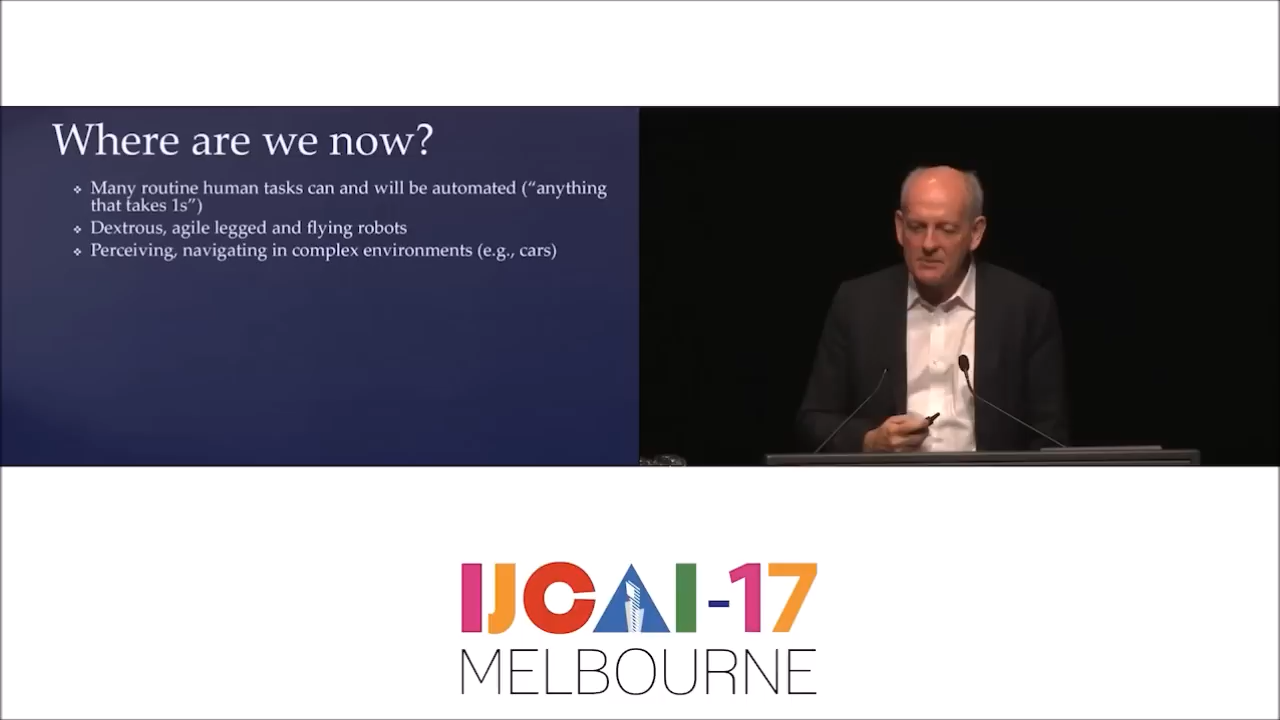 Where are we now?
Many routine human tasks can and will be automated (“anything
that takes 1s”)
Dextrous, agile legged and flying robots
Perceiving, navigating in complex environments (e.g., cars)
IJCAI-17
MELBOURNE